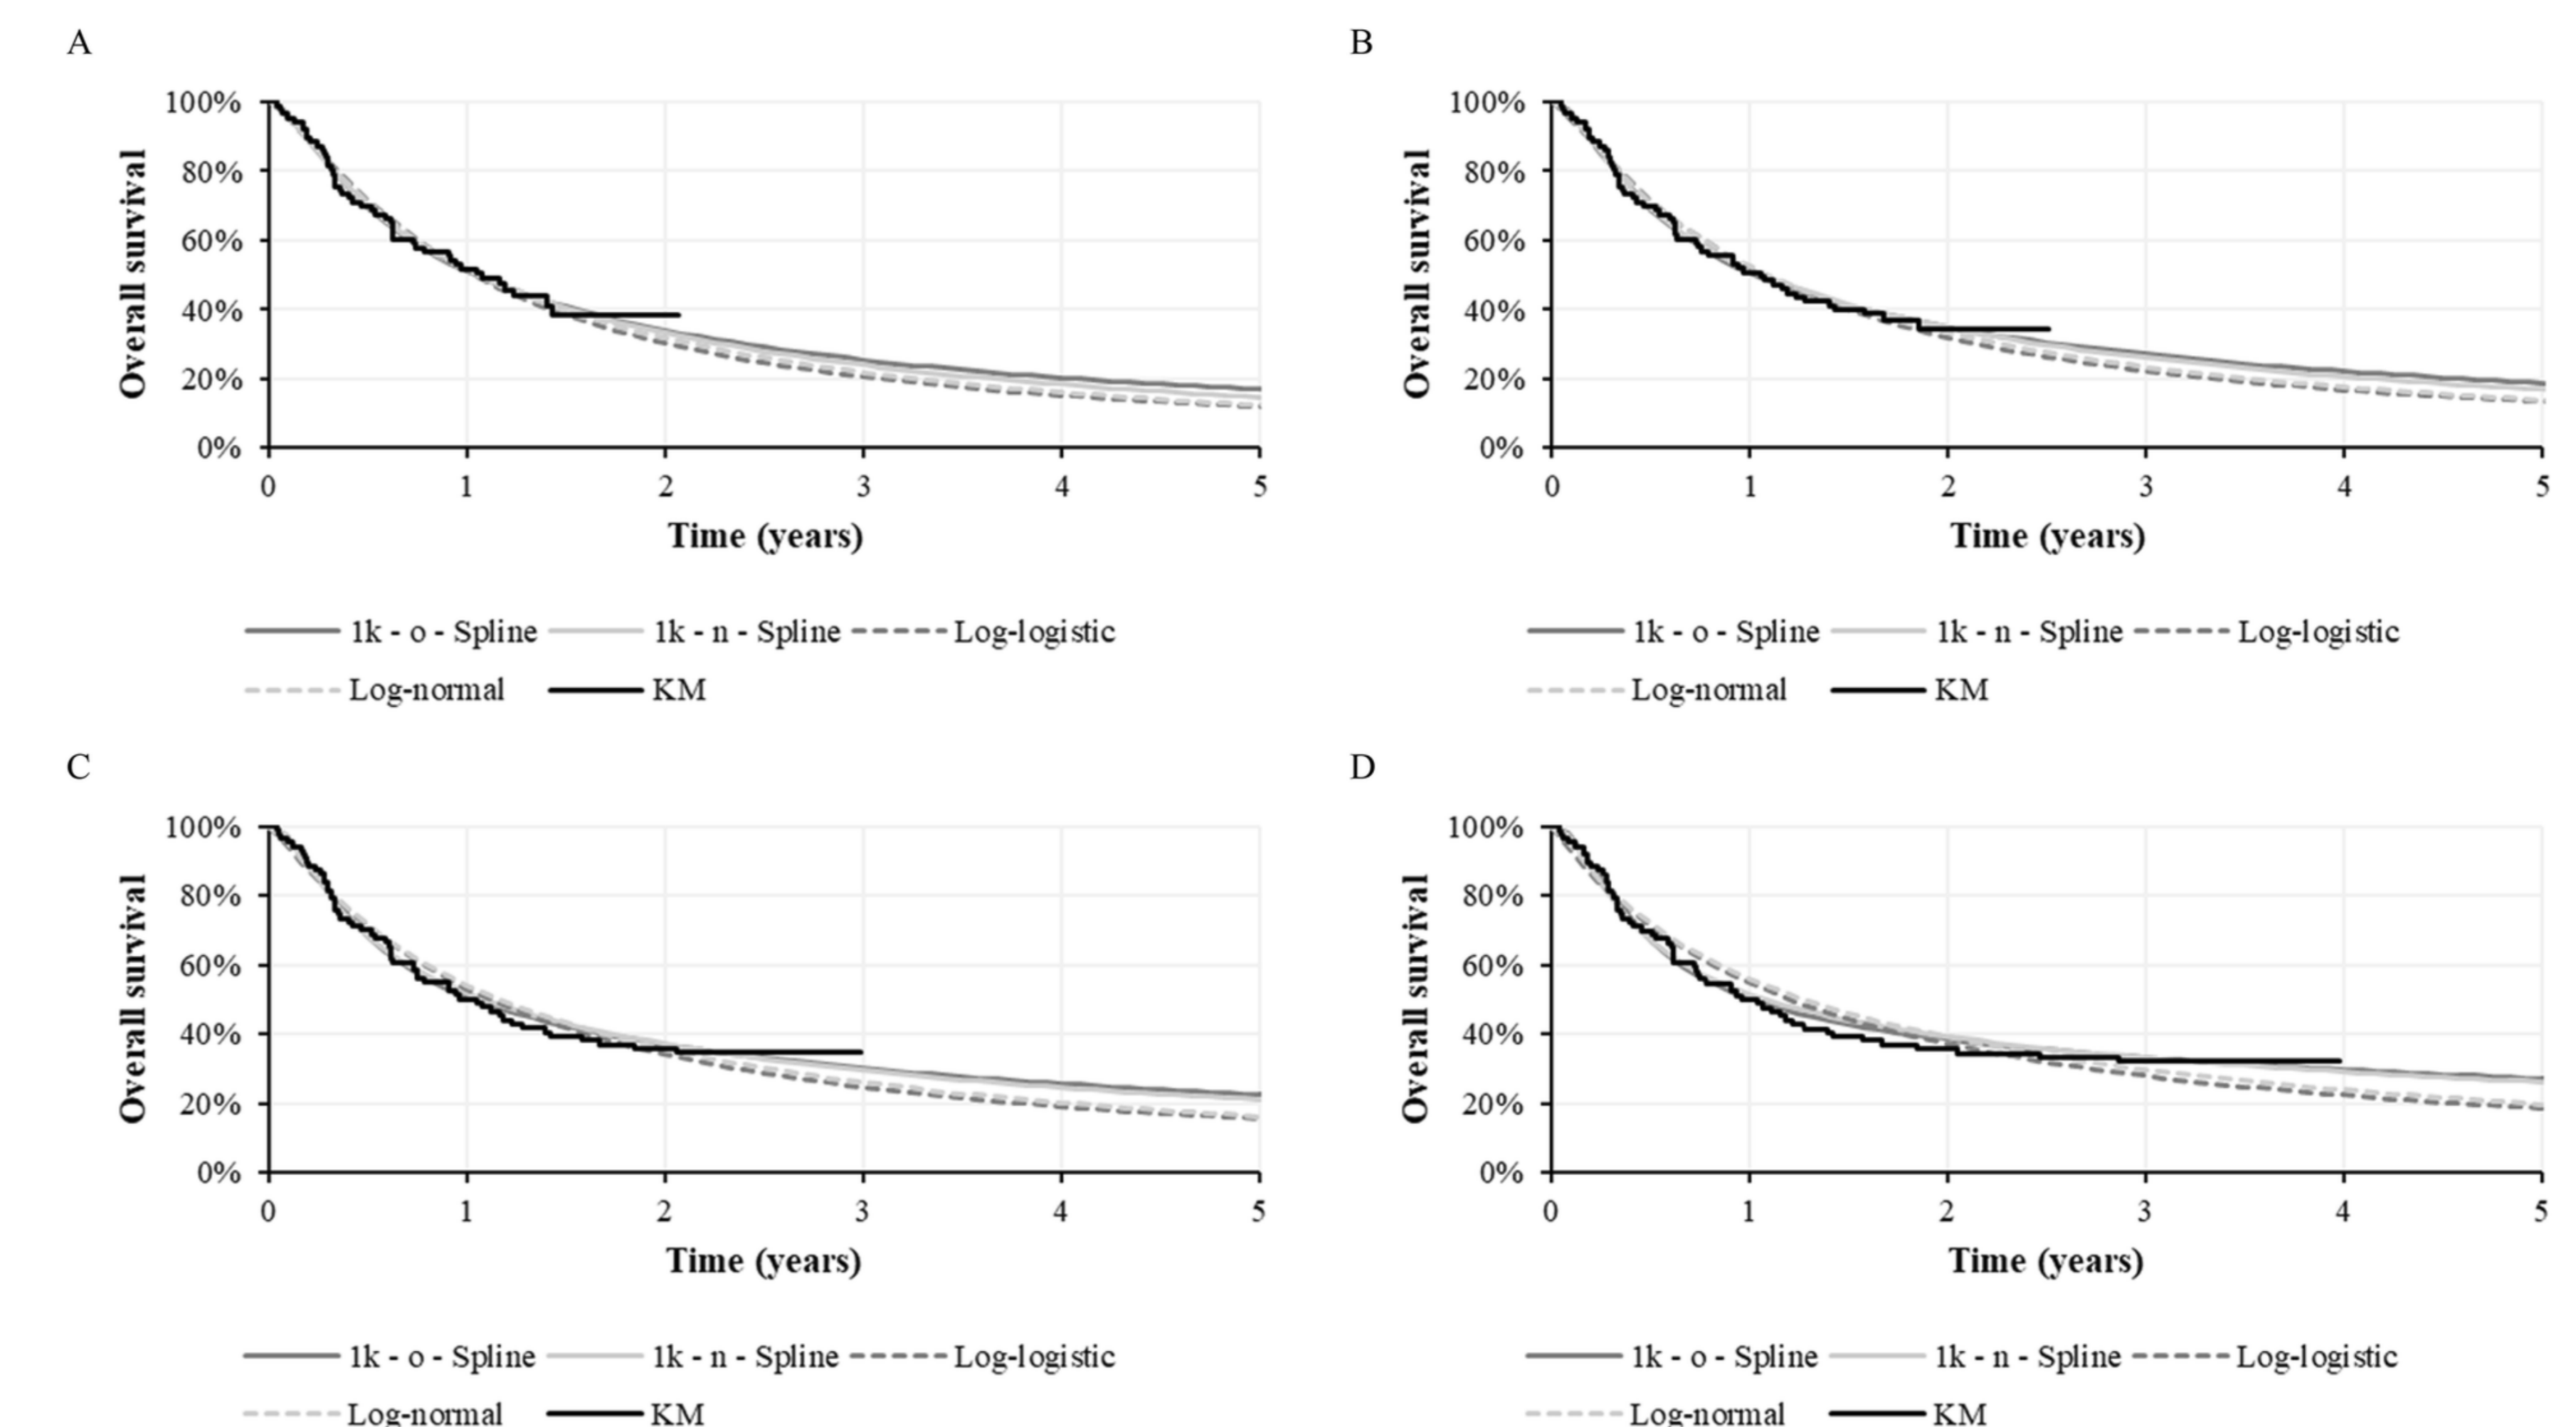 A
Overall survival
100%
80%
60%
40%
20%
0%
0 1 2 3 4 5
Time (years)
1k - o - Spline 1k - n - Spline Log-logistic
Log-normal KM
B
Overall survival
100%
80%
60%
40%
20%
0%
0 1 2 3 4 5
Time (years)
1k - o - Spline 1k - n - Spline Log-logistic
Log-normal KM
C
Overall survival
100%
80%
60%
40%
20%
0%
0 1 2 3 4 5
Time (years)
1k - o - Spline 1k - n - Spline Log-logistic
Log-normal KM
D
Overall survival
100%
80%
60%
40%
20%
0%
0 1 2 3 4 5
Time (years)
1k - o - Spline 1k - n - Spline Log-logistic
Log-normal KM